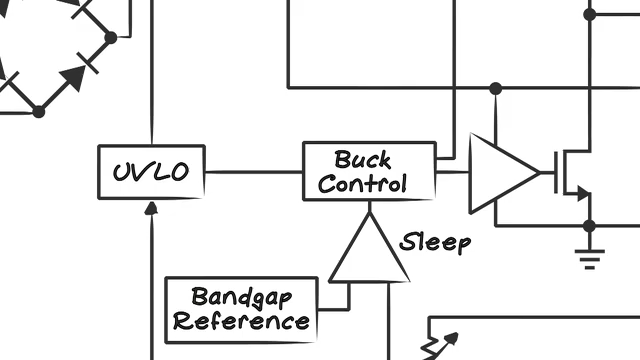 UVLO
Buck
Control
Sleep
Bandgap
Reference